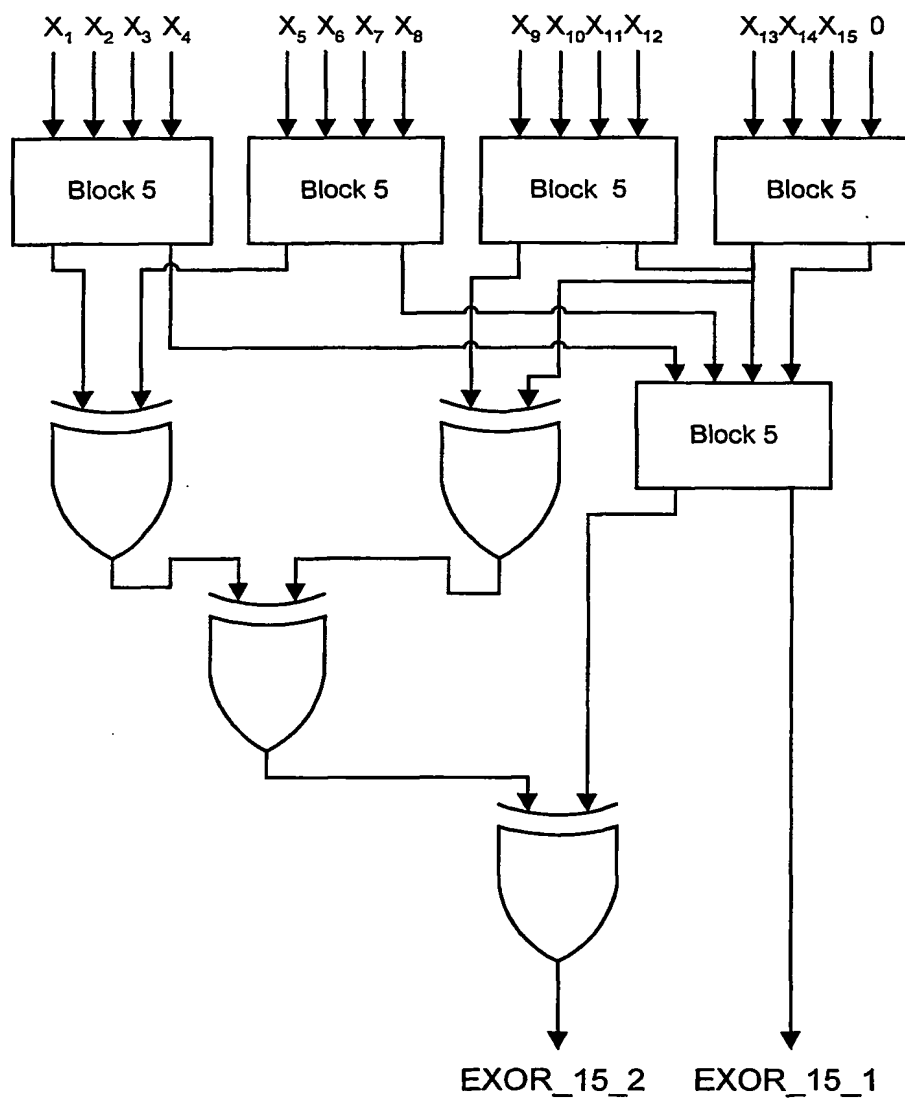 X₁ X₂ X₃ X₄ X₅ X₆ X₇ X₈ X₉ X₁₀ X₁₁ X₁₂ X₁₃ X₁₄ X₁₅ 0
Block 5 Block 5 Block 5 Block 5
Block 5
EXOR_15_2 EXOR_15_1